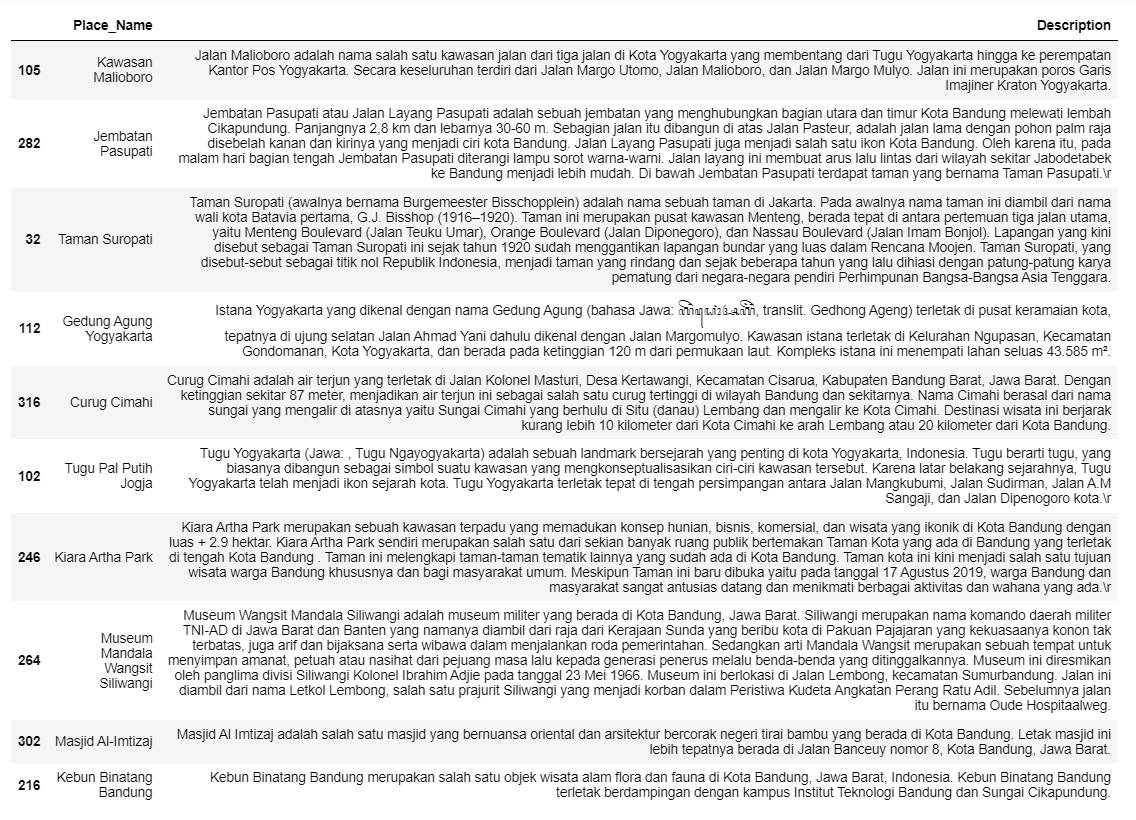 Place_Name Description
105 Kawasan Malioboro Jalan Malioboro adalah nama salah satu kawasan jalan dari tiga jalan di Kota Yogyakarta yang membentang dari Tugu Yogyakarta hingga ke perempatan
Kantor Pos Yogyakarta. Secara keseluruhan terdiri dari Jalan Margo Utomo, Jalan Malioboro, dan Jalan Margo Mulyo. Jalan ini merupakan poros Garis
Imajiner Kraton Yogyakarta.
282 Jembatan Pasupati Jembatan Pasupati atau Jalan Layang Pasupati adalah sebuah jembatan yang menghubungkan bagian utara dan timur Kota Bandung melewati lembah
Cikapundung. Panjangnya 2,8 km dan lebarnya 30-60 m. Sebagian jalan itu dibangun di atas Jalan Pasteur, adalah jalan lama dengan pohon palm raja
disebelah kanan dan kirinya yang menjadi ciri kota Bandung. Jalan Layang Pasupati juga menjadi salah satu ikon Kota Bandung. Oleh karena itu, pada
malam hari bagian tengah Jembatan Pasupati diterangi lampu sorot warna-warni. Jalan layang ini membuat arus lalu lintas dari wilayah sekitar Jabodetabek
ke Bandung menjadi lebih mudah. Di bawah Jembatan Pasupati terdapat taman yang bernama Taman Pasupati.\r
32 Taman Suropati Taman Suropati (awalnya bernama Burgemeester Bisschopplein) adalah nama sebuah taman di Jakarta. Pada awalnya nama taman ini diambil dari nama
wali kota Batavia pertama, G.J. Bisshop (1916–1920). Taman ini merupakan pusat kawasan Menteng, berada tepat di antara pertemuan tiga jalan utama,
yaitu Menteng Boulevard (Jalan Teuku Umar), Orange Boulevard (Jalan Diponegoro), dan Nassau Boulevard (Jalan Imam Bonjol). Lapangan yang kini
disebut sebagai Taman Suropati ini sejak tahun 1920 sudah menggantikan lapangan bundar yang luas dalam Rencana Moojen. Taman Suropati, yang
disebut-sebut sebagai titik nol Republik Indonesia, menjadi taman yang rindang dan sejak beberapa tahun yang lalu dihiasi dengan patung-patung karya
pematung dari negara-negara pendiri Perhimpunan Bangsa-Bangsa Asia Tenggara.
112 Gedung Agung Yogyakarta Istana Yogyakarta yang dikenal dengan nama Gedung Agung (bahasa Jawa: , translit. Gedhong Ageng) terletak di pusat keramaian kota,
tepatnya di ujung selatan Jalan Ahmad Yani dahulu dikenal dengan Jalan Margomulyo. Kawasan istana terletak di Kelurahan Ngupasan, Kecamatan
Gondomanan, Kota Yogyakarta, dan berada pada ketinggian 120 m dari permukaan laut. Kompleks istana ini menempati lahan seluas 43.585 m².
316 Curug Cimahi Curug Cimahi adalah air terjun yang terletak di Jalan Kolonel Masturi, Desa Kertawangi, Kecamatan Cisarua, Kabupaten Bandung Barat, Jawa Barat. Dengan
ketinggian sekitar 87 meter, menjadikan air terjun ini sebagai salah satu curug tertinggi di wilayah Bandung dan sekitarnya. Nama Cimahi berasal dari nama
sungai yang mengalir di atasnya yaitu Sungai Cimahi yang berhulu di Situ (danau) Lembang dan mengalir ke Kota Cimahi. Destinasi wisata ini berjarak
kurang lebih 10 kilometer dari Kota Cimahi ke arah Lembang atau 20 kilometer dari Kota Bandung.
102 Tugu Pal Putih Jogja Tugu Yogyakarta (Jawa: , Tugu Ngayogyakarta) adalah sebuah landmark bersejarah yang penting di kota Yogyakarta, Indonesia. Tugu berarti tugu, yang
biasanya dibangun sebagai simbol suatu kawasan yang mengkonseptualisasikan ciri-ciri kawasan tersebut. Karena latar belakang sejarahnya, Tugu
Yogyakarta telah menjadi ikon sejarah kota. Tugu Yogyakarta terletak tepat di tengah persimpangan antara Jalan Mangkubumi, Jalan Sudirman, Jalan A.M
Sangaji, dan Jalan Dipenogoro kota.\r
246 Kiara Artha Park Kiara Artha Park merupakan sebuah kawasan terpadu yang memadukan konsep hunian, bisnis, komersial, dan wisata yang ikonik di Kota Bandung dengan
luas + 2.9 hektar. Kiara Artha Park sendiri merupakan salah satu dari sekian banyak ruang publik bertemakan Taman Kota yang ada di Bandung yang terletak
di tengah Kota Bandung . Taman ini melengkapi taman-taman tematik lainnya yang sudah ada di Kota Bandung. Taman kota ini kini menjadi salah satu tujuan
wisata warga Bandung khususnya dan bagi masyarakat umum. Meskipun Taman ini baru dibuka yaitu pada tanggal 17 Agustus 2019, warga Bandung dan
masyarakat sangat antusias datang dan menikmati berbagai aktivitas dan wahana yang ada.\r
264 Museum Mandala Wangsit Siliwangi Museum Wangsit Mandala Siliwangi adalah museum militer yang berada di Kota Bandung, Jawa Barat. Siliwangi merupakan nama komando daerah militer
TNI-AD di Jawa Barat dan Banten yang namanya diambil dari raja dari Kerajaan Sunda yang beribu kota di Pakuan Pajajaran yang kekuasaanya konon tak
terbatas, juga arif dan bijaksana serta wibawa dalam menjalankan roda pemerintahan. Sedangkan arti Mandala Wangsit merupakan sebuah tempat untuk
menyimpan amanat, petuah atau nasihat dari pejuang masa lalu kepada generasi penerus melalu benda-benda yang ditinggalkannya. Museum ini diresmikan
oleh panglima divisi Siliwangi Kolonel Ibrahim Adjie pada tanggal 23 Mei 1966. Museum ini berlokasi di Jalan Lembong, kecamatan Sumurbandung. Jalan ini
diambil dari nama Letkol Lembong, salah satu prajurit Siliwangi yang menjadi korban dalam Peristiwa Kudeta Angkatan Perang Ratu Adil. Sebelumnya jalan
itu bernama Oude Hospitaalweg.
302 Masjid Al-Imtizaj Masjid Al Imtizaj adalah salah satu masjid yang bernuansa oriental dan arsitektur bercorak negeri tirai bambu yang berada di Kota Bandung. Letak masjid ini
lebih tepatnya berada di Jalan Banceuy nomor 8, Kota Bandung, Jawa Barat.
216 Kebun Binatang Bandung Kebun Binatang Bandung merupakan salah satu objek wisata alam flora dan fauna di Kota Bandung, Jawa Barat, Indonesia. Kebun Binatang Bandung
terletak berdampingan dengan kampus Institut Teknologi Bandung dan Sungai Cikapundung.